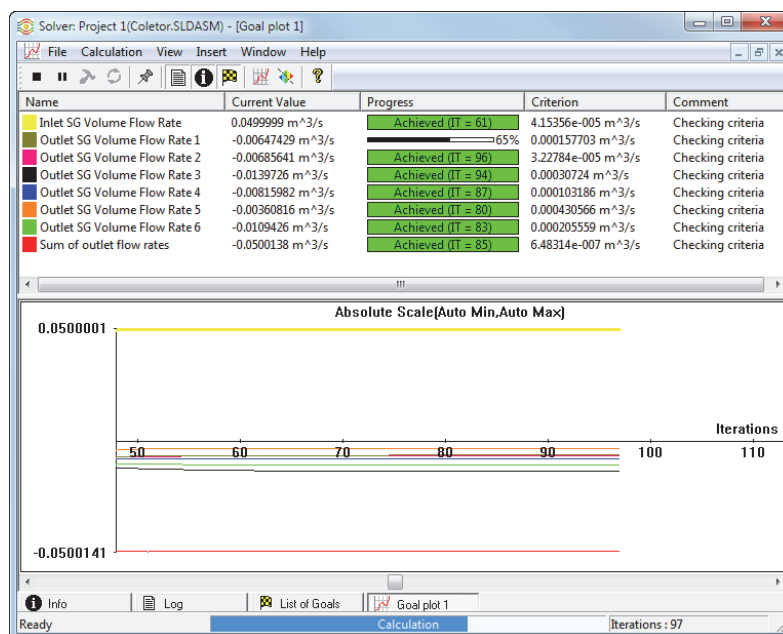 Solver: Project 1(Coletor.SLDASM) - [Goal plot 1]
File Calculation View Insert Window Help
Name Current Value Progress Criterion Comment
Inlet SG Volume Flow Rate 0.0499999 m^3/s Achieved (IT = 61) 4.15356e-005 m^3/s Checking criteria
Outlet SG Volume Flow Rate 1 -0.00647429 m^3/s 65% 0.000157703 m^3/s Checking criteria
Outlet SG Volume Flow Rate 2 -0.00685641 m^3/s Achieved (IT = 96) 3.22784e-005 m^3/s Checking criteria
Outlet SG Volume Flow Rate 3 -0.0139726 m^3/s Achieved (IT = 94) 0.00030724 m^3/s Checking criteria
Outlet SG Volume Flow Rate 4 -0.00815982 m^3/s Achieved (IT = 87) 0.000103186 m^3/s Checking criteria
Outlet SG Volume Flow Rate 5 -0.00360816 m^3/s Achieved (IT = 80) 0.000430566 m^3/s Checking criteria
Outlet SG Volume Flow Rate 6 -0.0109426 m^3/s Achieved (IT = 83) 0.000205559 m^3/s Checking criteria
Sum of outlet flow rates -0.0500138 m^3/s Achieved (IT = 85) 6.48314e-007 m^3/s Checking criteria
Absolute Scale(Auto Min,Auto Max)
0.0500001
Iterations
50 60 70 80 90 100 110
-0.0500141
Info Log List of Goals Goal plot 1
Ready Calculation Iterations : 97